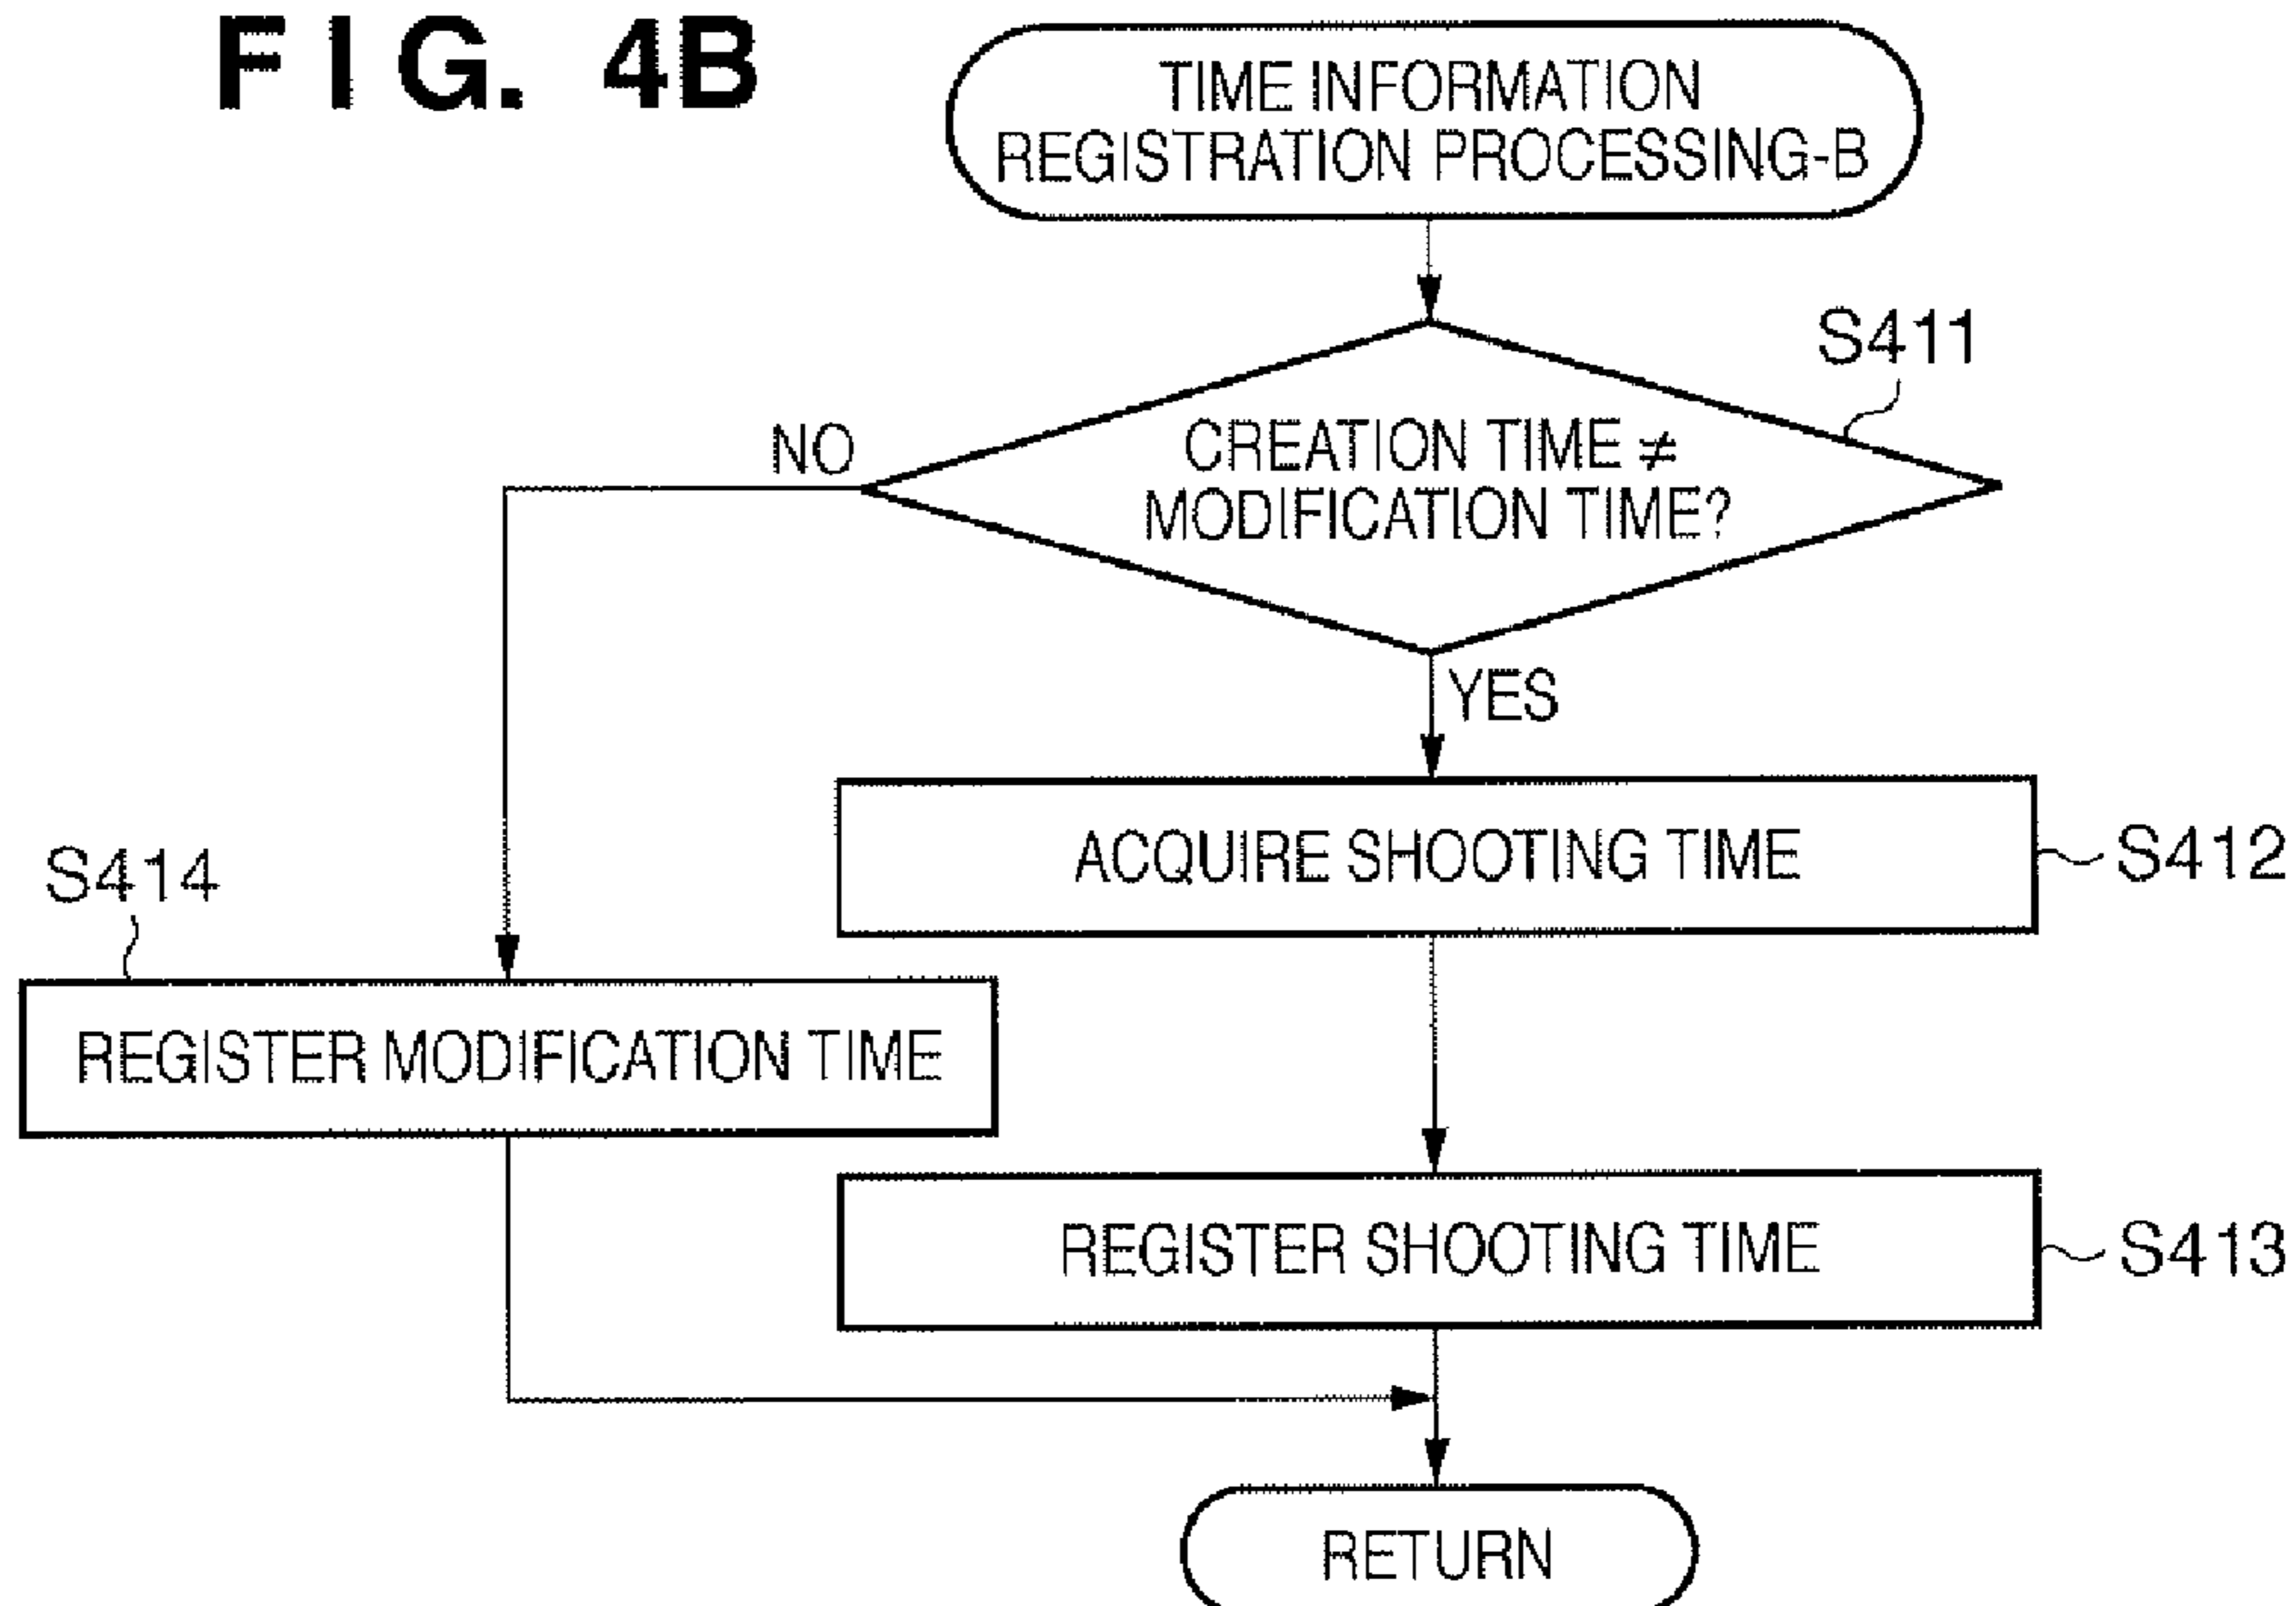 FIG. 4B
TIME INFORMATION
REGISTRATION PROCESSING-B
S411
CREATION TIME ≠
MODIFICATION TIME?
NO
YES
ACQUIRE SHOOTING TIME
S412
S414
REGISTER MODIFICATION TIME
REGISTER SHOOTING TIME
S413
RETURN